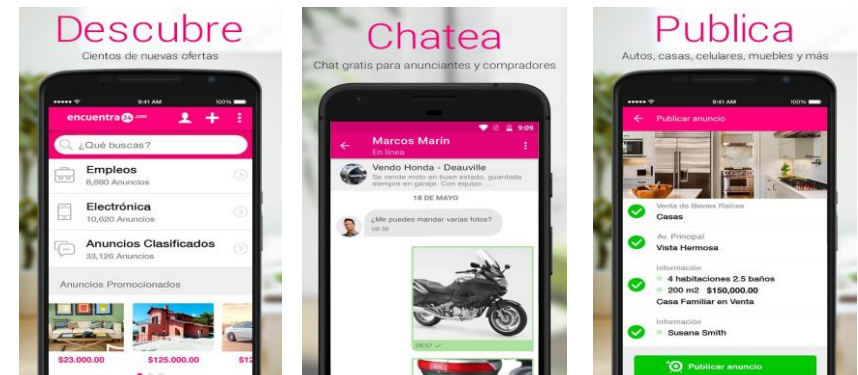 Descubre
Cientos de nuevas ofertas
9:41 AM
100%
encuentra24.com
¿Qué buscas?
Empleos
8,690 Anuncios
Electrónica
10,620 Anuncios
Anuncios Clasificados
33,126 Anuncios
Anuncios Promocionados
$23.000.00
$125.000.00
$12
Chatea
Chat gratis para anunciantes y compradores
9:09
Marcos Marín
En línea
Vendo Honda - Deauville
Se vende moto en buen estado, guardada
siempre en garaje. Con equipo ...
18 DE MAYO
¿Me puedes mandar varias fotos?
08:36
08:57
Publica
Autos, casas, celulares, muebles y más
9:41 AM
100%
Publicar anuncio
Venta de Bienes Raíces
Casas
Av. Principal
Vista Hermosa
Información
4 habitaciones 2.5 baños
200 m2 $150,000.00
Casa Familiar en Venta
Información
Susana Smith
Publicar anuncio